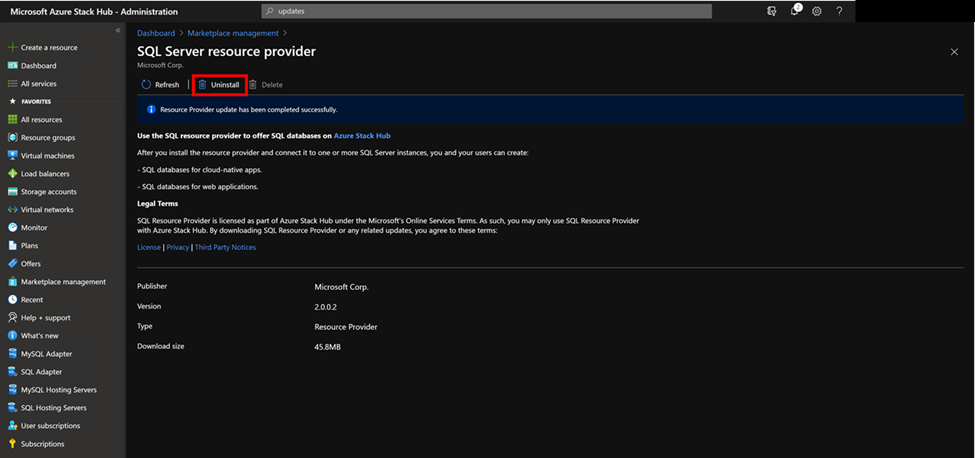 Microsoft Azure Stack Hub - Administration
updates
2
?
«
Create a resource
Dashboard
All services
FAVORITES
All resources
Resource groups
Virtual machines
Load balancers
Storage accounts
Virtual networks
Monitor
Plans
Offers
Marketplace management
Recent
Help + support
What's new
MySQL Adapter
SQL Adapter
MySQL Hosting Servers
SQL Hosting Servers
User subscriptions
Subscriptions
Dashboard > Marketplace management >
SQL Server resource provider
Microsoft Corp.
Refresh | Uninstall Delete
Resource Provider update has been completed successfully.
Use the SQL resource provider to offer SQL databases on Azure Stack Hub
After you install the resource provider and connect it to one or more SQL Server instances, you and your users can create:
- SQL databases for cloud-native apps.
- SQL databases for web applications.
Legal Terms
SQL Resource Provider is licensed as part of Azure Stack Hub under the Microsoft's Online Services Terms. As such, you may only use SQL Resource Provider
with Azure Stack Hub. By downloading SQL Resource Provider or any related updates, you agree to these terms:
License | Privacy | Third Party Notices
Publisher Microsoft Corp.
Version 2.0.0.2
Type Resource Provider
Download size 45.8MB